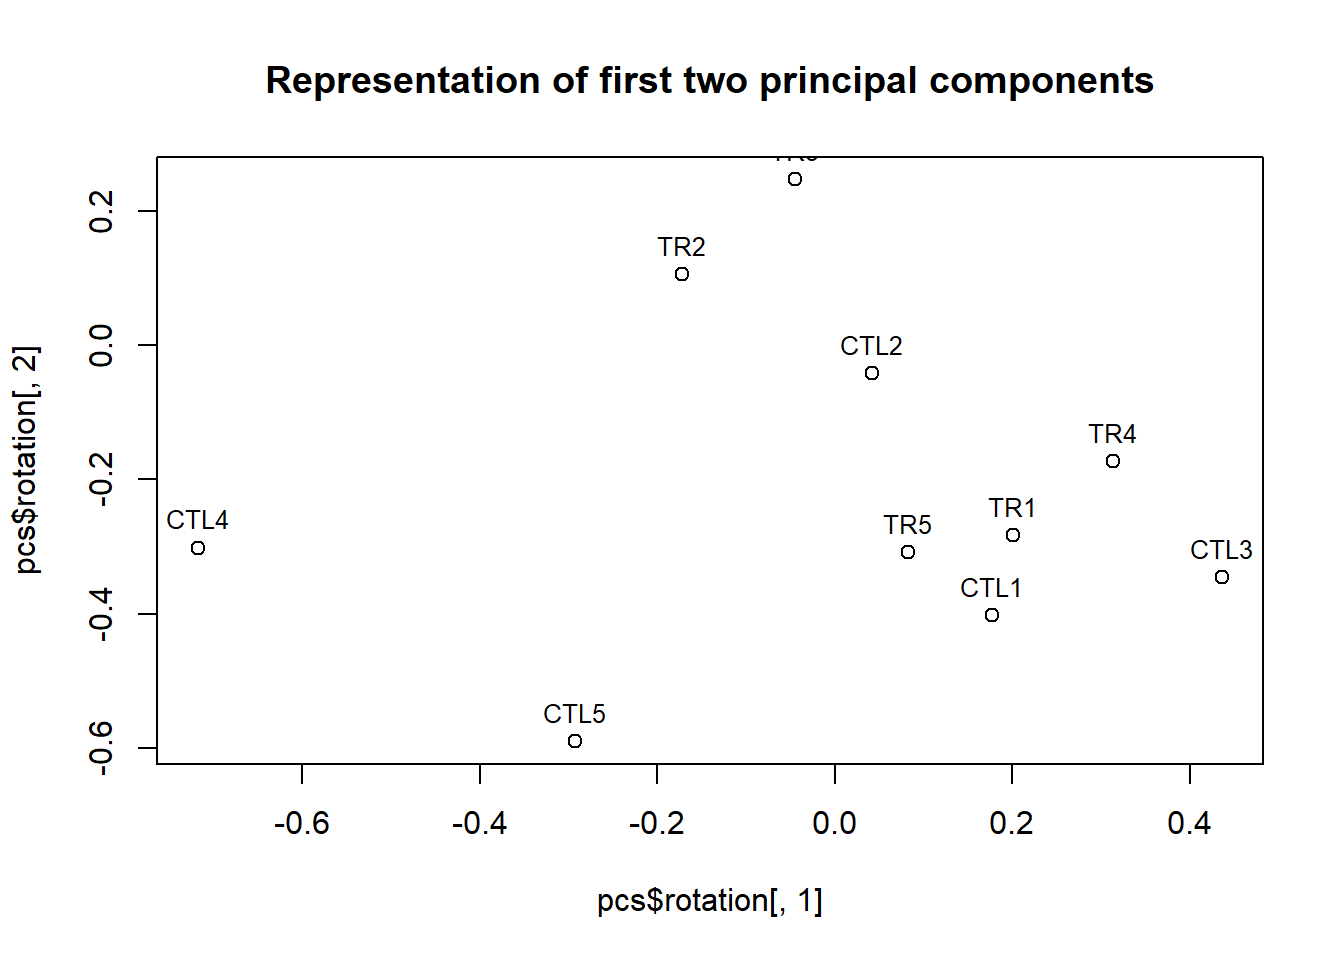 Representation of first two principal components
0.2
0.0
-0.2
-0.4
-0.6
pcs$rotation[, 2]
TR2
CTL2
TR4
TR1
CTL4
TR5
CTL3
CTL1
CTL5
-0.6
-0.4
-0.2
0.0
0.2
0.4
pcs$rotation[, 1]